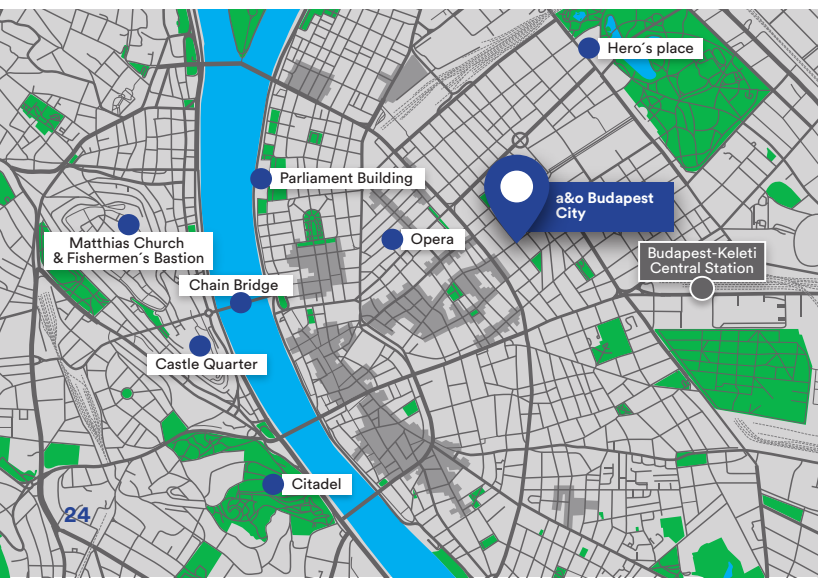 Hero´s place
Parliament Building
a&o Budapest
City
Opera
Matthias Church
& Fishermen´s Bastion
Budapest-Keleti
Central Station
Chain Bridge
Castle Quarter
Citadel
24